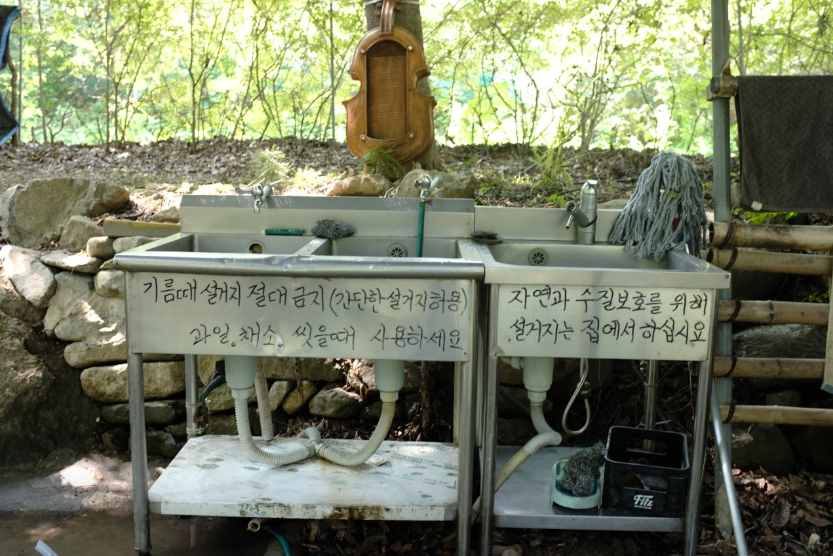 기름때 설거지 절대 금지 (간단한 설거지 허용)
과일, 채소, 씻을때 사용하세요
자연과 수질보호를 위해
설거지는 집에서 하십시요
Fitz